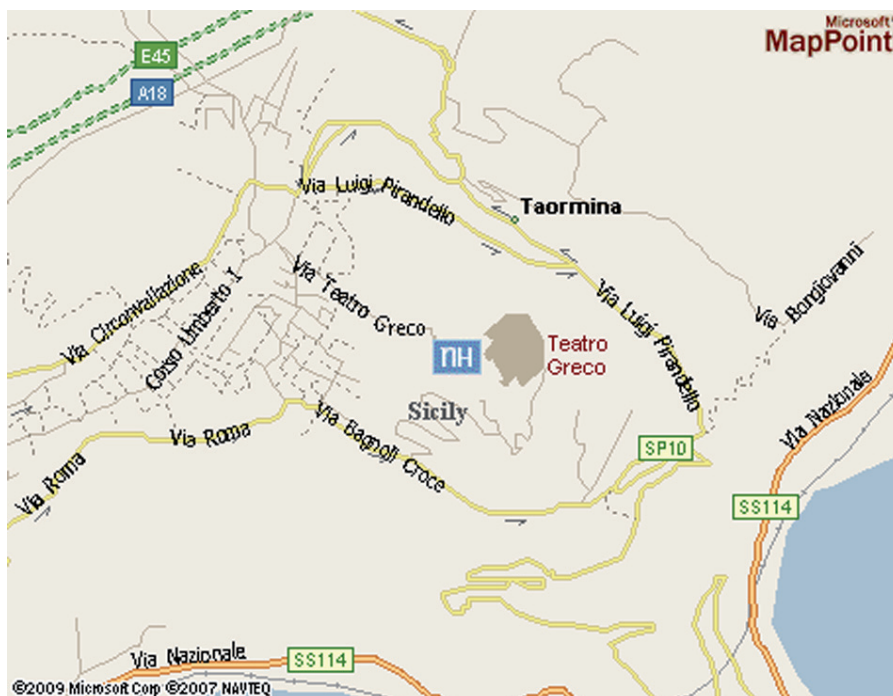 Microsoft®
MapPoint
E45
A18
Via Luigi Pirandello
Taormina
Via Circonvallazione
Corso Umberto I
Via Teatro Greco
nH
Teatro
Greco
Via Luigi Pirandello
Via Bongiovanni
Via Nazionale
Sicily
Via Roma
Via Roma
Via Bagnoli Croce
SP10
SS114
Via Nazionale
SS114
©2009 Microsoft Corp ©2007 NAVTEQ